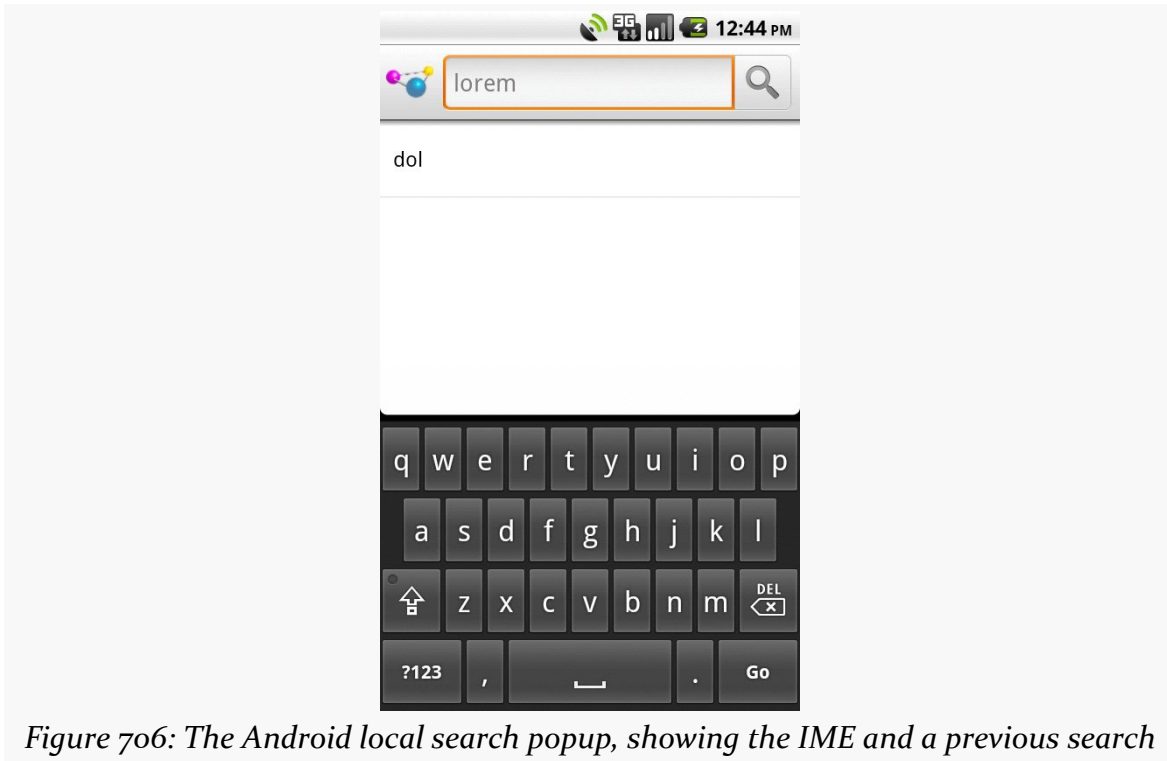 3G 12:44 PM
lorem
dol
q w e r t y u i o p
a s d f g h j k l
z x c v b n m DEL
?123 , . Go
Figure 706: The Android local search popup, showing the IME and a previous search